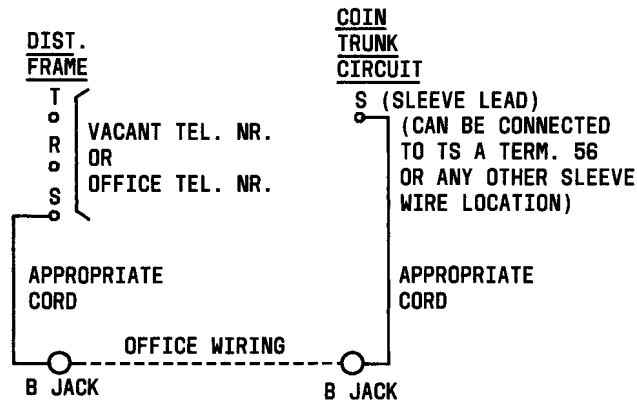 DIST.
FRAME
T
R
S
VACANT TEL. NR.
OR
OFFICE TEL. NR.
APPROPRIATE
CORD
B JACK
OFFICE WIRING
COIN
TRUNK
CIRCUIT
S (SLEEVE LEAD)
(CAN BE CONNECTED
TO TS A TERM. 56
OR ANY OTHER SLEEVE
WIRE LOCATION)
APPROPRIATE
CORD
B JACK